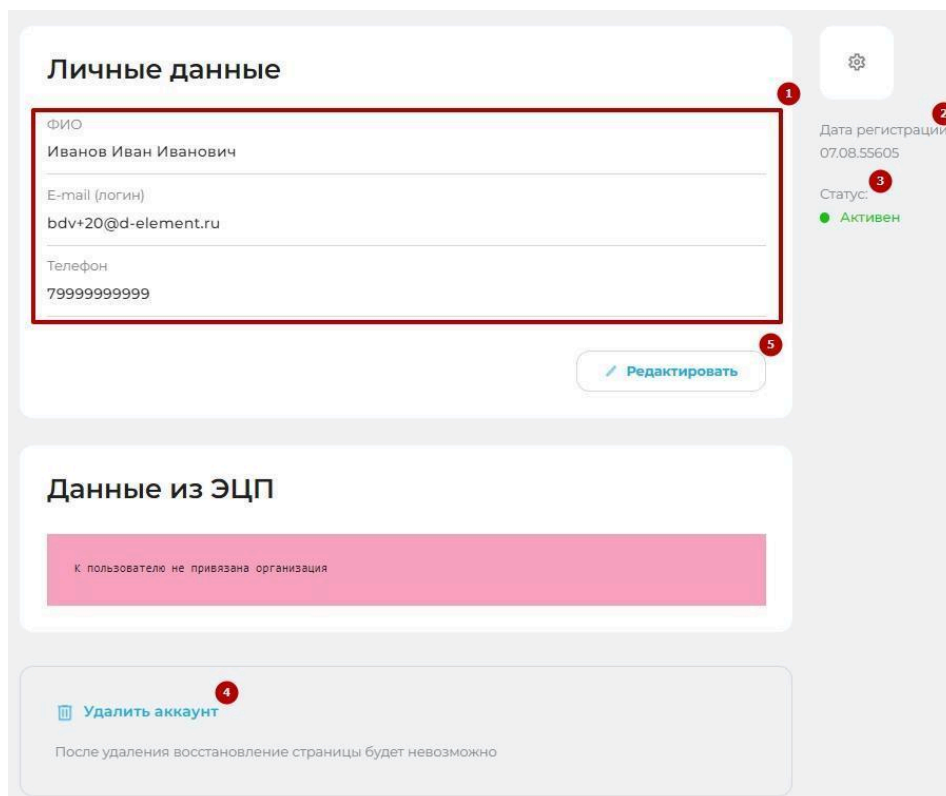 Личные данные
1
ФИО
Иванов Иван Иванович
E-mail (логин)
bdv+20@d-element.ru
Телефон
79999999999
5
Редактировать
2
Дата регистрации
07.08.55605
3
Статус:
Активен
Данные из ЭЦП
К пользователю не привязана организация
4
Удалить аккаунт
После удаления восстановление страницы будет невозможно